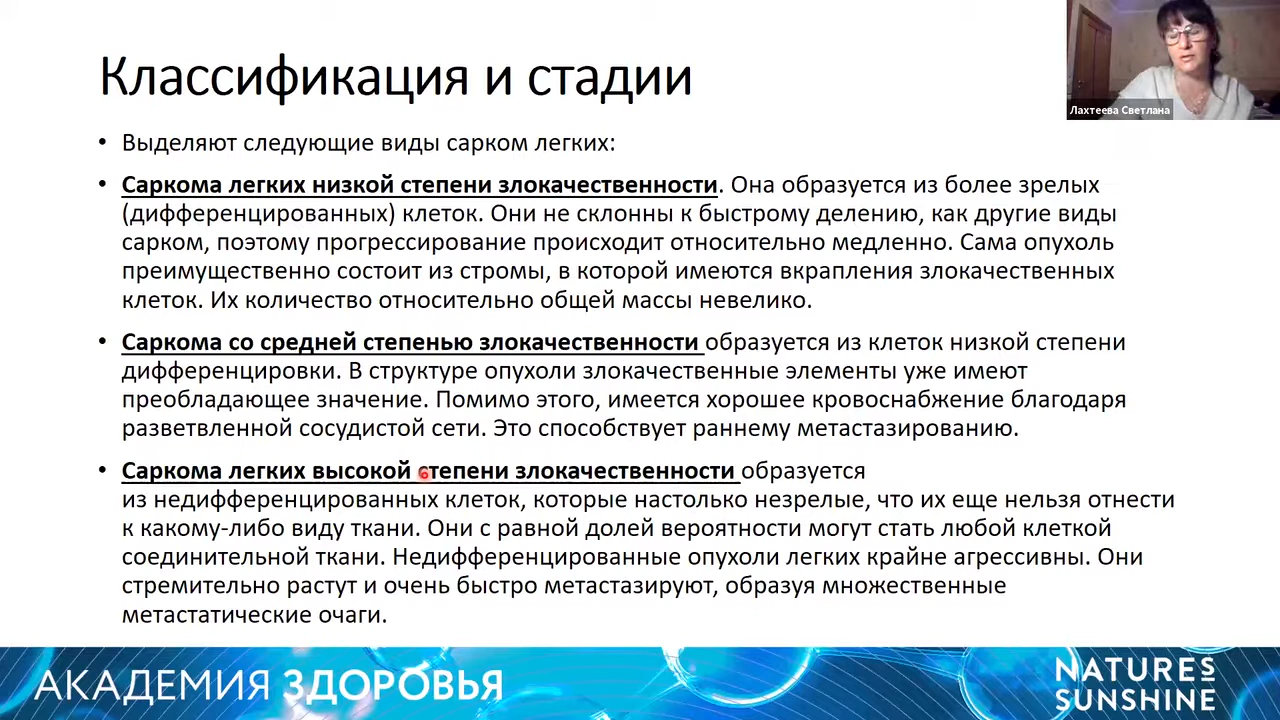 Классификация и стадии
Лахтеева Светлана
• Выделяют следующие виды сарком легких:
• Саркома легких низкой степени злокачественности. Она образуется из более зрелых
(дифференцированных) клеток. Они не склонны к быстрому делению, как другие виды
сарком, поэтому прогрессирование происходит относительно медленно. Сама опухоль
преимущественно состоит из стромы, в которой имеются вкрапления злокачественных
клеток. Их количество относительно общей массы невелико.
• Саркома со средней степенью злокачественности образуется из клеток низкой степени
дифференцировки. В структуре опухоли злокачественные элементы уже имеют
преобладающее значение. Помимо этого, имеется хорошее кровоснабжение благодаря
разветвленной сосудистой сети. Это способствует раннему метастазированию.
• Саркома легких высокой степени злокачественности образуется
из недифференцированных клеток, которые настолько незрелые, что их еще нельзя отнести
к какому-либо виду ткани. Они с равной долей вероятности могут стать любой клеткой
соединительной ткани. Недифференцированные опухоли легких крайне агрессивны. Они
стремительно растут и очень быстро метастазируют, образуя множественные
метастатические очаги.
АКАДЕМИЯ ЗДОРОВЬЯ
NATURE'S
SUNSHINE